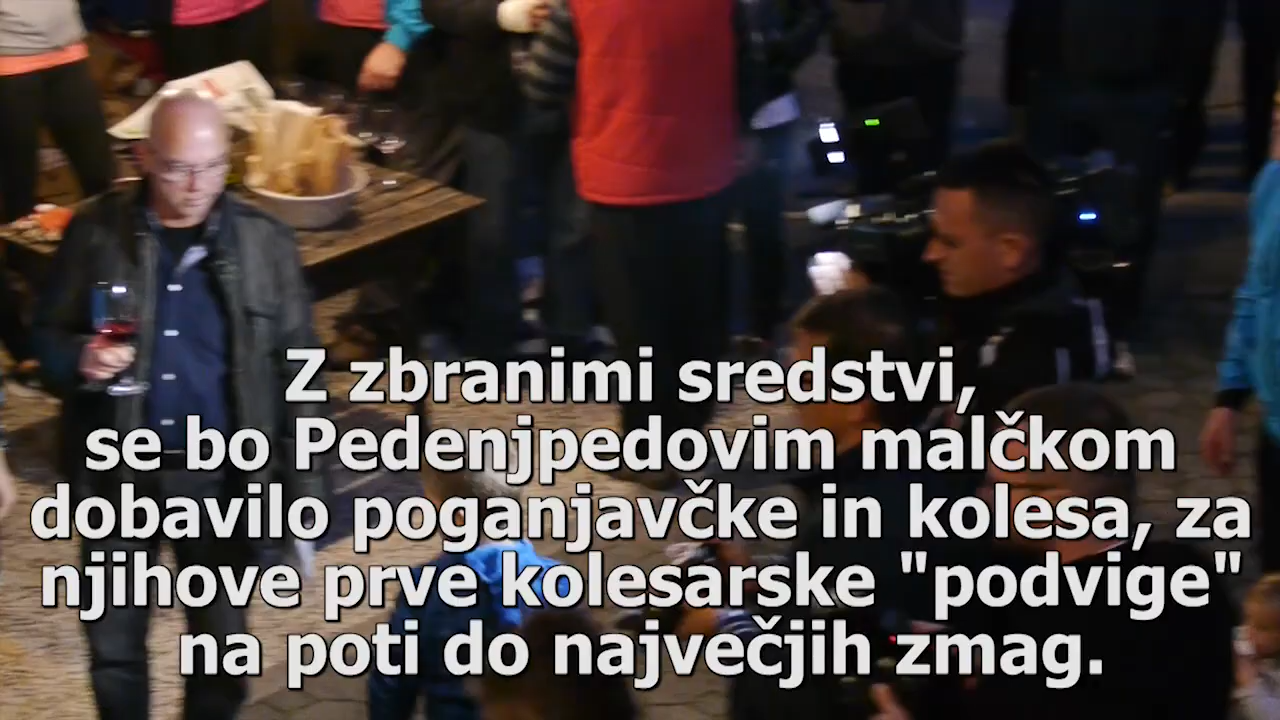 Z zbranimi sredstvi,
se bo Pedenjpedovim malčkom
dobavilo poganjavčke in kolesa, za
njihove prve kolesarske "podvige"
na poti do največjih zmag.